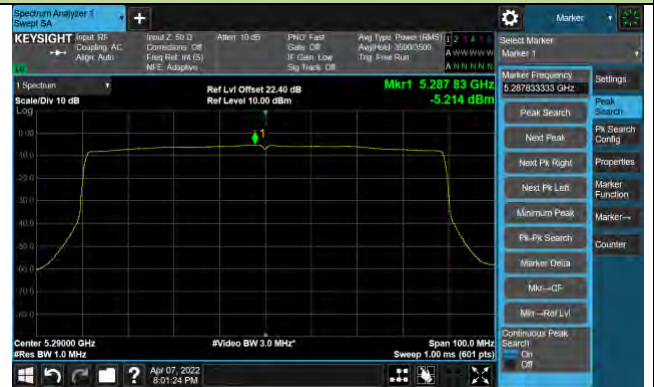 Spectrum Analyzer 1
Swept SA
Marker
KEYSIGHT
Input: RF
Coupling: AC
Align: Auto
Input Z: 50 Ω
Corrections: Off
Freq Ref: Int (S)
NFE: Adaptive
Atten: 10 dB
PNO: Fast
Gate: Off
IF Gain: Low
Sig Track: Off
Avg Type: Power (RMS)
Avg|Hold: 3500/3500
Trig: Free Run
1 2 3 4 5 6
A W W W W W
A N N N N N
Select Marker
Marker 1
1 Spectrum
Scale/Div 10 dB
Log
Ref Lvl Offset 22.40 dB
Ref Level 10.00 dBm
Mkr1 5.287 83 GHz
-5.214 dBm
Marker Frequency
5.287833333 GHz
Settings
Peak Search
Next Peak
Next Pk Right
Next Pk Left
Minimum Peak
Pk-Pk Search
Marker Delta
Mkr→CF
Mkr→Ref Lvl
Continuous Peak
Search
On
Off
Peak
Search
Pk Search
Config
Properties
Marker
Function
Marker→
Counter
0.00
-10.0
-20.0
-30.0
-40.0
-50.0
-60.0
-70.0
-80.0
1
Center 5.29000 GHz
#Res BW 1.0 MHz
#Video BW 3.0 MHz*
Span 100.0 MHz
Sweep 1.00 ms (601 pts)
?
Apr 07, 2022
8:01:24 PM